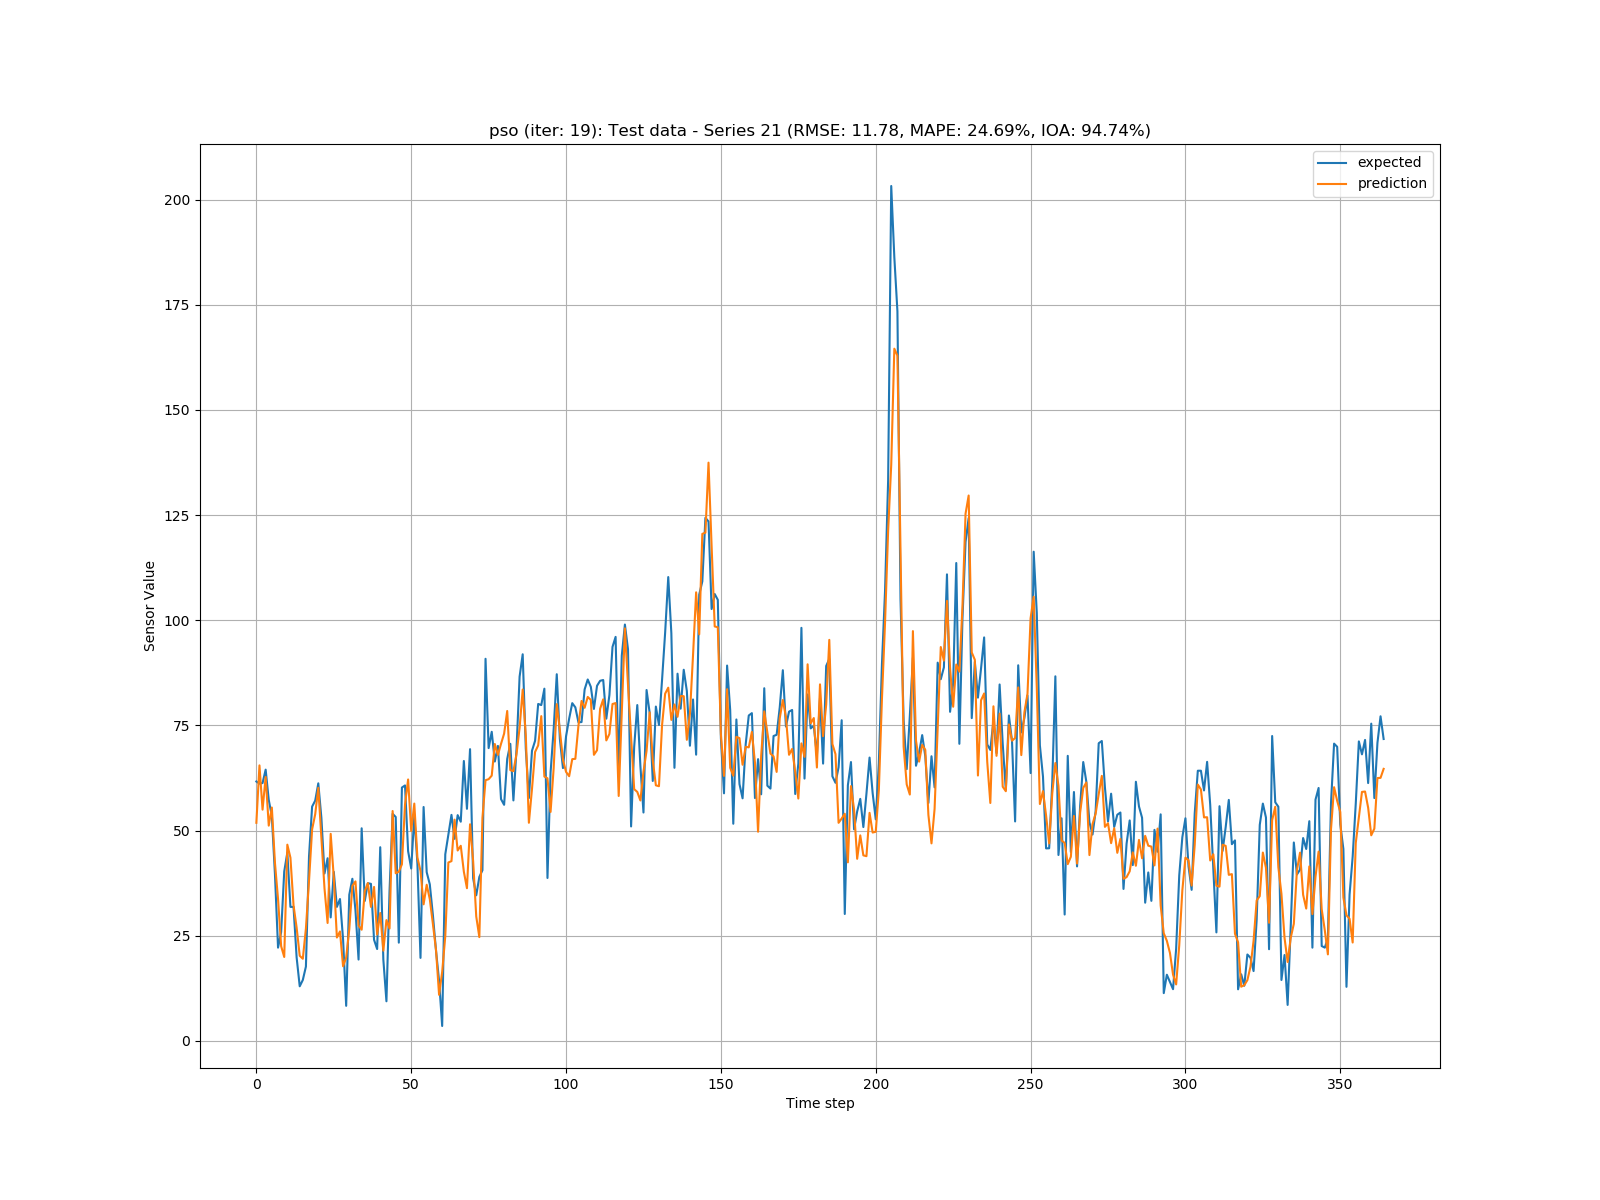 pso (iter: 19): Test data - Series 21 (RMSE: 11.78, MAPE: 24.69%, IOA: 94.74%)
expected
prediction
200
175
150
125
100
75
50
25
0
Sensor Value
0 50 100 150 200 250 300 350
Time step